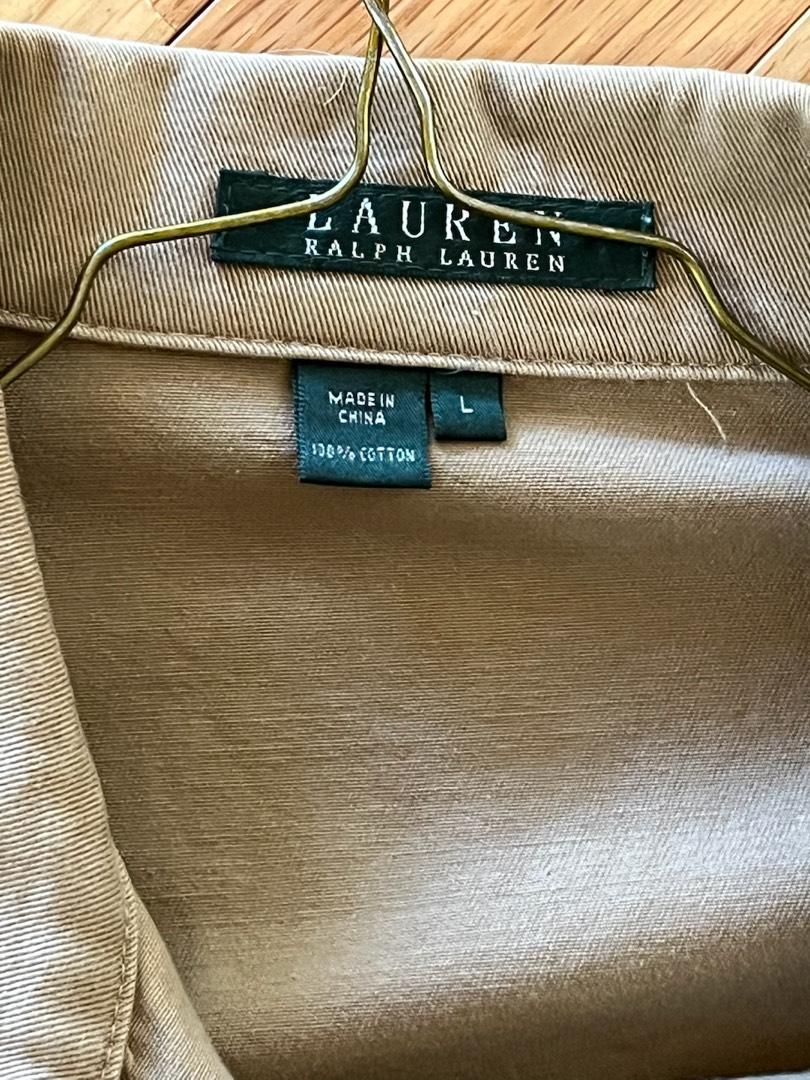 LAUREN
RALPH LAUREN
MADE IN
CHINA
100% COTTON
L